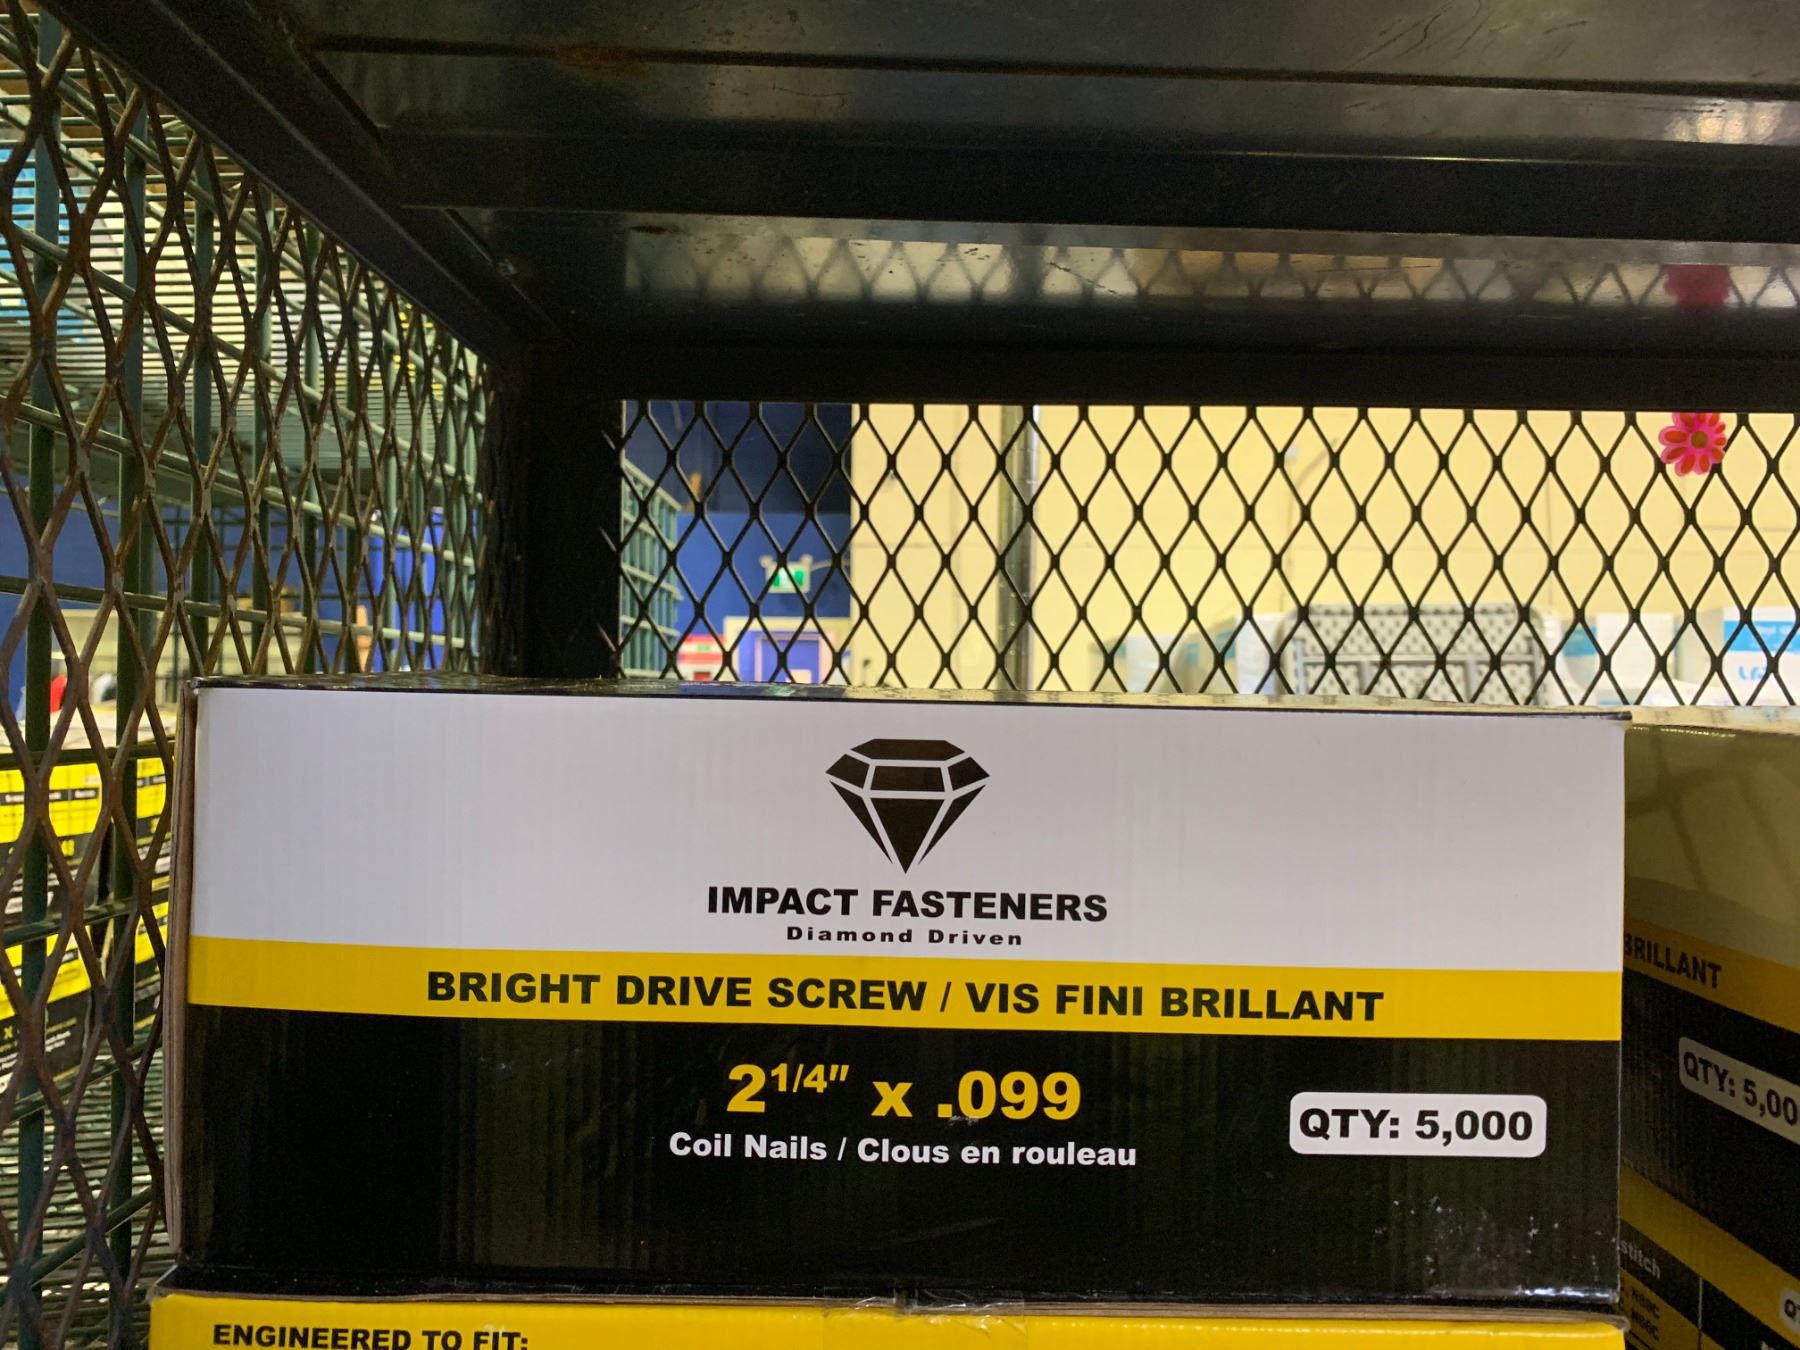 IMPACT FASTENERS
Diamond Driven
BRIGHT DRIVE SCREW / VIS FINI BRILLANT
2 1/4" x .099
Coil Nails / Clous en rouleau
QTY: 5,000
ENGINEERED TO FIT:
BRILLANT
QTY: 5,00
stitch